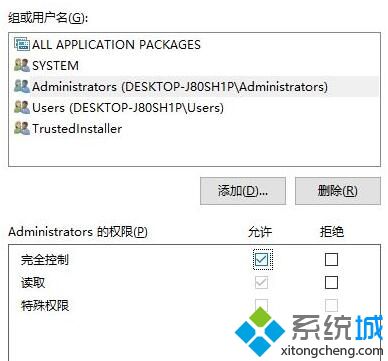 组或用户名(G):
ALL APPLICATION PACKAGES
SYSTEM
Administrators (DESKTOP-J80SH1P\Administrators)
Users (DESKTOP-J80SH1P\Users)
TrustedInstaller
添加(D)... 删除(R)
Administrators 的权限(P) 允许 拒绝
完全控制
读取
特殊权限
系统城
xitongcheng.com